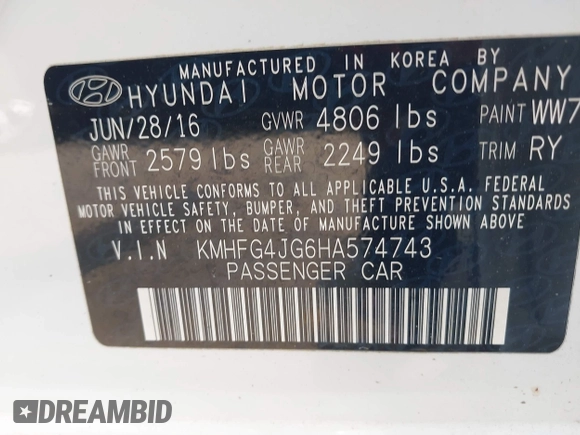 MANUFACTURED IN KOREA BY
HYUNDAI MOTOR COMPANY
JUN/28/16 GVWR 4806 lbs PAINT WW7
GAWR FRONT 2579 lbs GAWR REAR 2249 lbs TRIM RY
THIS VEHICLE CONFORMS TO ALL APPLICABLE U.S.A. FEDERAL
MOTOR VEHICLE SAFETY, BUMPER, AND THEFT PREVENTION STANDARDS
IN EFFECT ON THE DATE OF MANUFACTURE SHOWN ABOVE.
V.I.N KMHFG4JG6HA574743
PASSENGER CAR
DREAMBID